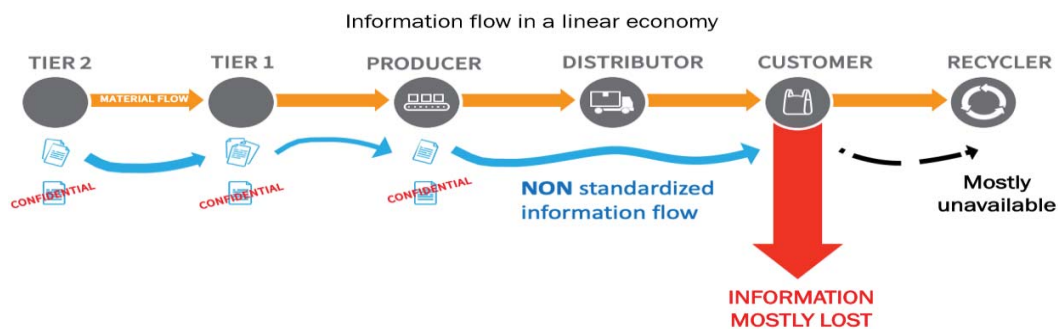 Information flow in a linear economy
TIER 2
TIER 1
PRODUCER
DISTRIBUTOR
CUSTOMER
RECYCLER
MATERIAL FLOW
CONFIDENTIAL
CONFIDENTIAL
CONFIDENTIAL
NON standardized
information flow
Mostly
unavailable
INFORMATION
MOSTLY LOST